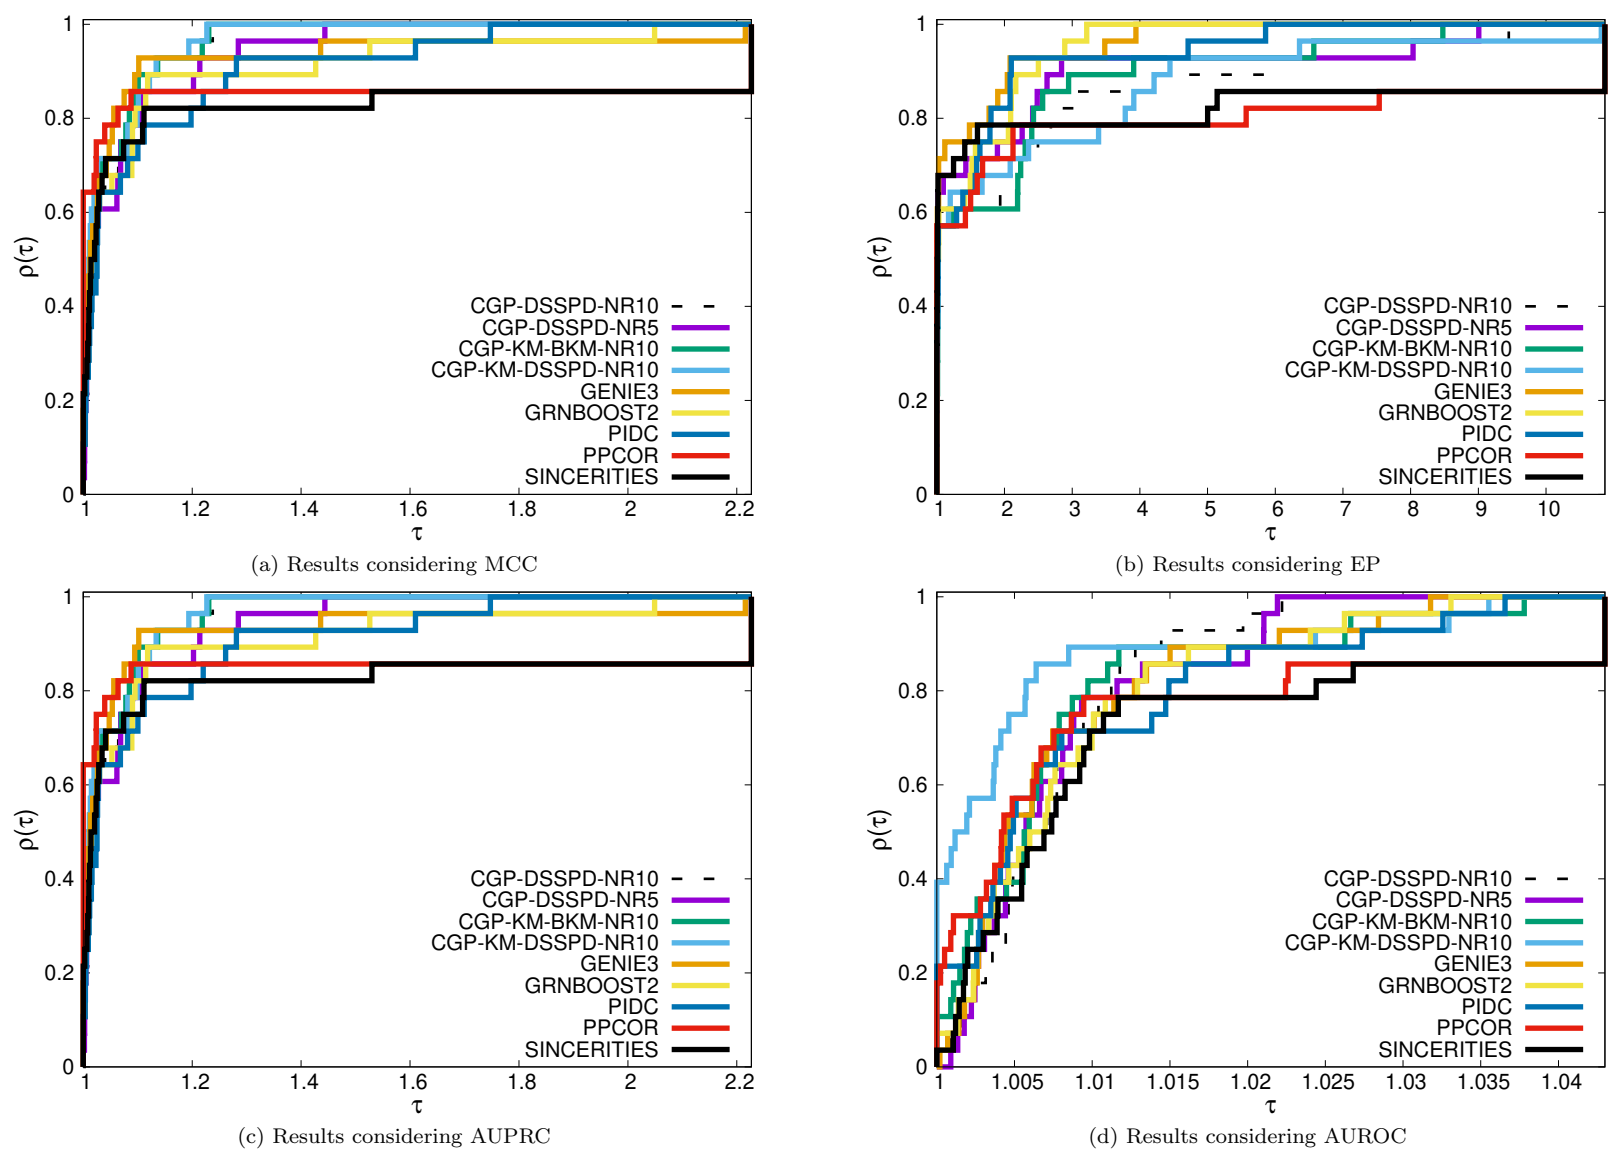 1
0.8
0.6
0.4
0.2
0
ρ(τ)
CGP-DSSPD-NR10
CGP-DSSPD-NR5
CGP-KM-BKM-NR10
CGP-KM-DSSPD-NR10
GENIE3
GRNBOOST2
PIDC
PPCOR
SINCERITIES
1 1.2 1.4 1.6 1.8 2 2.2
τ
(a) Results considering MCC
1
0.8
0.6
0.4
0.2
0
ρ(τ)
CGP-DSSPD-NR10
CGP-DSSPD-NR5
CGP-KM-BKM-NR10
CGP-KM-DSSPD-NR10
GENIE3
GRNBOOST2
PIDC
PPCOR
SINCERITIES
1 2 3 4 5 6 7 8 9 10
τ
(b) Results considering EP
1
0.8
0.6
0.4
0.2
0
ρ(τ)
CGP-DSSPD-NR10
CGP-DSSPD-NR5
CGP-KM-BKM-NR10
CGP-KM-DSSPD-NR10
GENIE3
GRNBOOST2
PIDC
PPCOR
SINCERITIES
1 1.2 1.4 1.6 1.8 2 2.2
τ
(c) Results considering AUPRC
1
0.8
0.6
0.4
0.2
0
ρ(τ)
CGP-DSSPD-NR10
CGP-DSSPD-NR5
CGP-KM-BKM-NR10
CGP-KM-DSSPD-NR10
GENIE3
GRNBOOST2
PIDC
PPCOR
SINCERITIES
1 1.005 1.01 1.015 1.02 1.025 1.03 1.035 1.04
τ
(d) Results considering AUROC